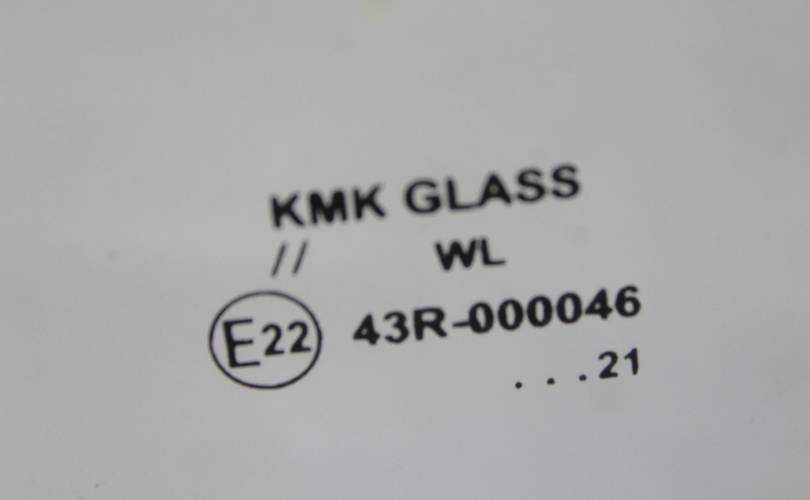 KMK GLASS
// WL
E22 43R-000046
. . . 21